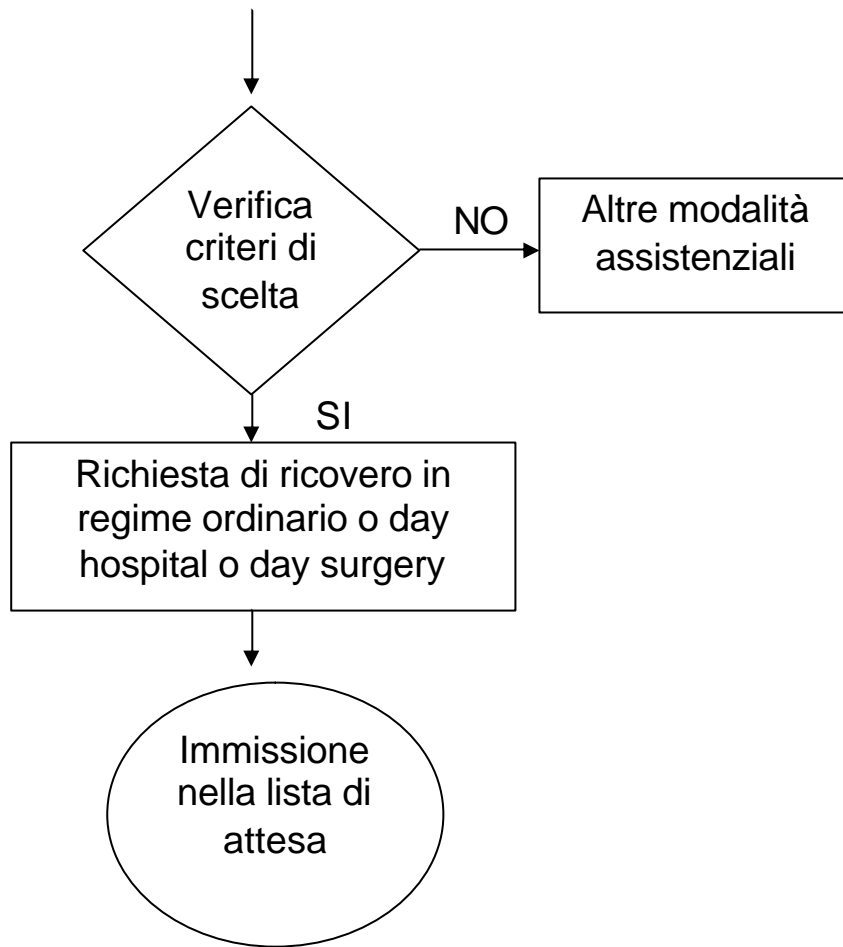 Verifica
criteri di
scelta
NO
Altre modalità
assistenziali
SI
Richiesta di ricovero in
regime ordinario o day
hospital o day surgery
Immissione
nella lista di
attesa